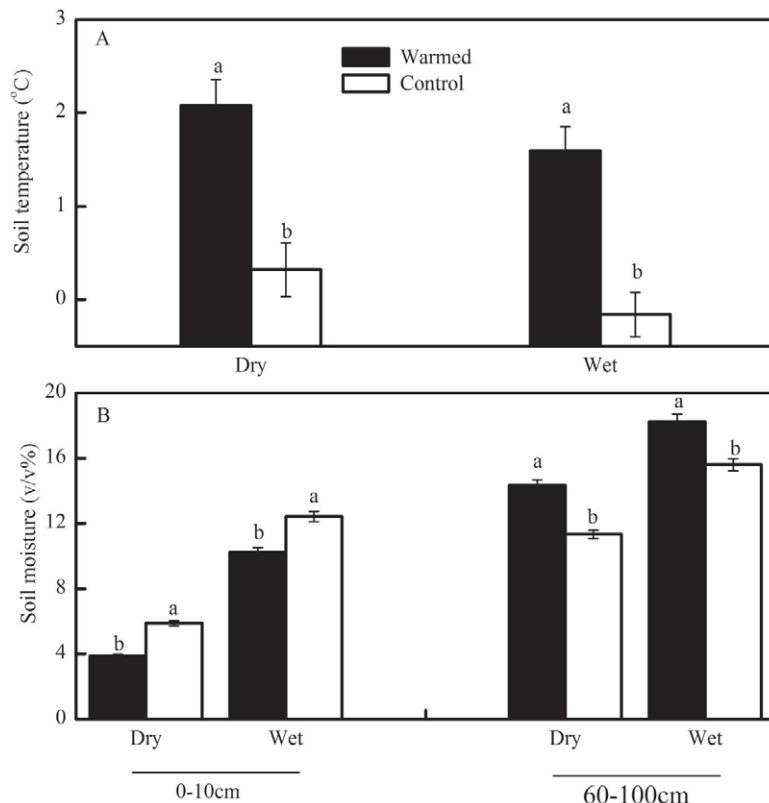 A
Warmed
Control
Soil temperature (°C)
3
2
1
0
a
b
a
b
Dry
Wet
B
Soil moisture (v/v%)
20
16
12
8
4
0
b
a
b
a
a
b
a
b
Dry
Wet
Dry
Wet
0-10cm
60-100cm